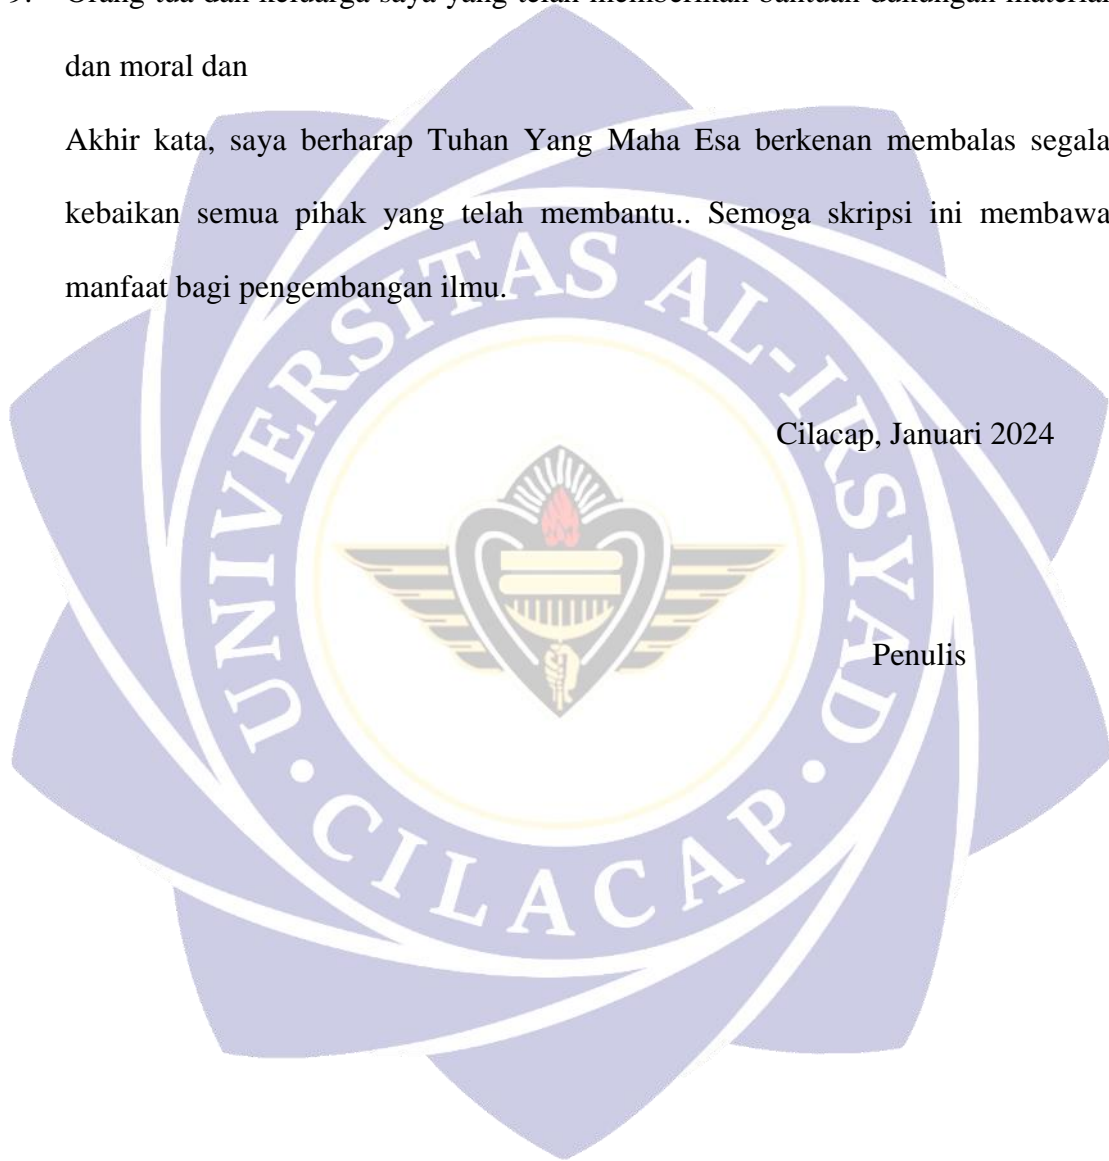 9. Orang tua dan keluarga saya yang telah memberikan bantuan dukungan material
dan moral dan
Akhir kata, saya berharap Tuhan Yang Maha Esa berkenan membalas segala
kebaikan semua pihak yang telah membantu.. Semoga skripsi ini membawa
manfaat bagi pengembangan ilmu.
UNIVERSITAS AL-IRSYAD
Cilacap, Januari 2024
Penulis
• CILACAP •